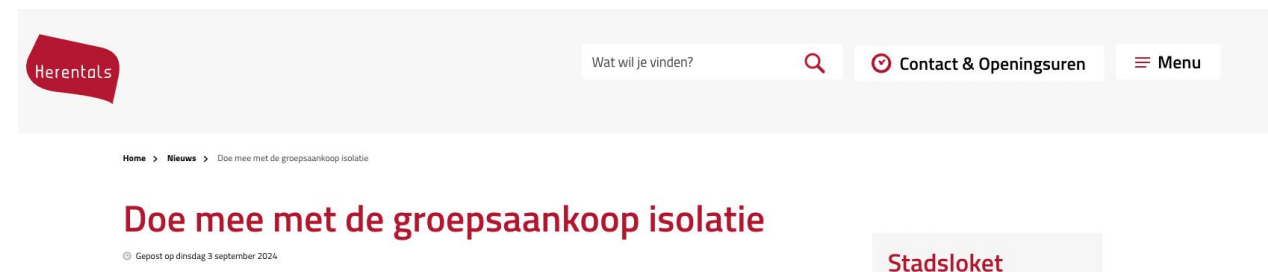 Herentals
Wat wil je vinden?
Contact & Openingsuren
Menu
Home > Nieuws > Doe mee met de groepsaankoop isolatie
Doe mee met de groepsaankoop isolatie
Gepost op dinsdag 3 september 2024
Stadsloket